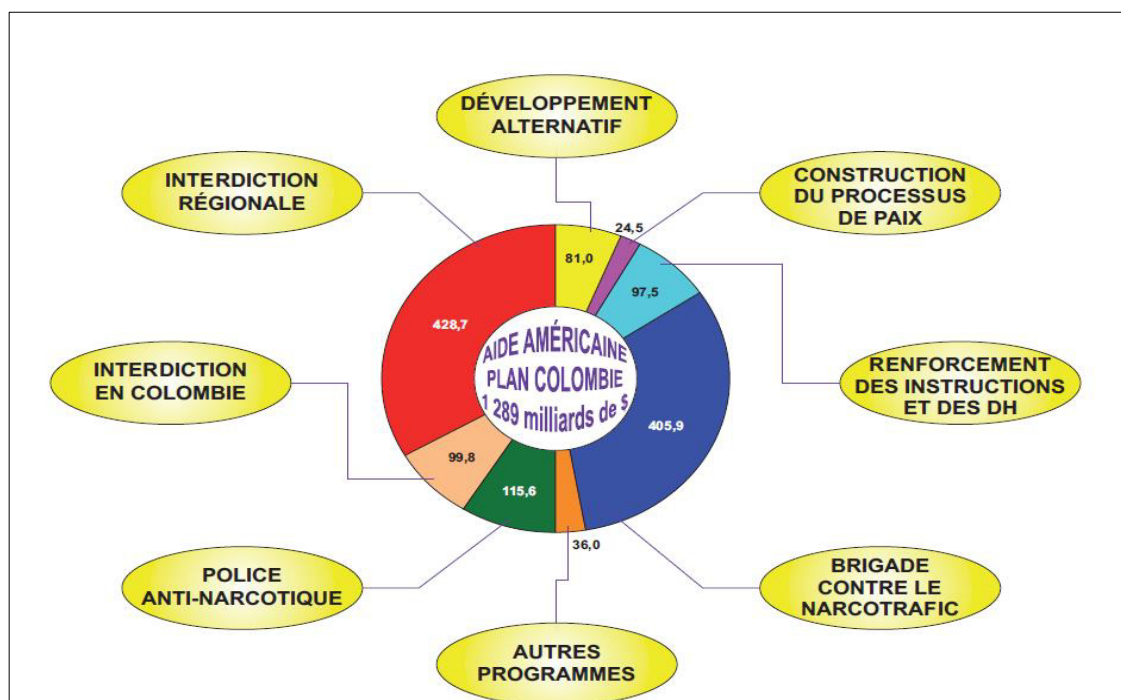 DÉVELOPPEMENT
ALTERNATIF
INTERDICTION
RÉGIONALE
CONSTRUCTION
DU PROCESSUS
DE PAIX
24,5
81,0
97,5
428,7
AIDE AMÉRICAINE
PLAN COLOMBIE
1 289 milliards de $
INTERDICTION
EN COLOMBIE
RENFORCEMENT
DES INSTRUCTIONS
ET DES DH
405,9
99,8
115,6
36,0
POLICE
ANTI-NARCOTIQUE
BRIGADE
CONTRE LE
NARCOTRAFIC
AUTRES
PROGRAMMES